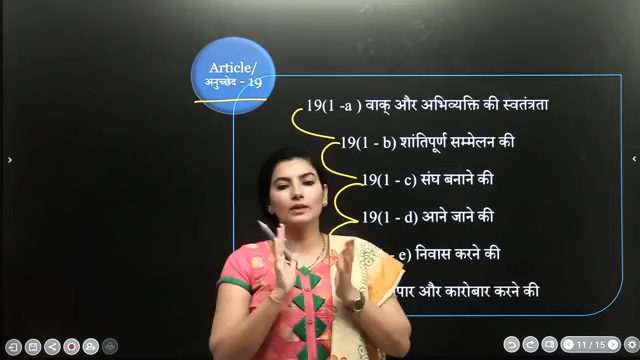 Article/
अनुच्छेद - 19
19(1 -a ) वाक् और अभिव्यक्ति की स्वतंत्रता
19(1 - b) शांतिपूर्ण सम्मेलन की
19(1 - c) संघ बनाने की
19(1 - d) आने जाने की
- e) निवास करने की
और कारोबार करने की
11 / 15